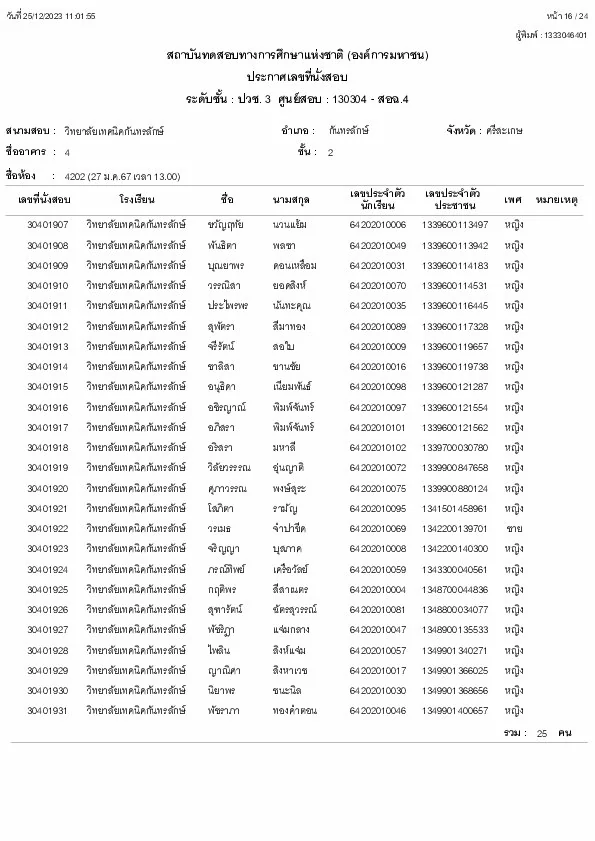 วันที่ 25/12/2023 11:01:55 หน้า 16 / 24
ผู้พิมพ์ : 1333046401
สถาบันทดสอบทางการศึกษาแห่งชาติ (องค์การมหาชน)
ประกาศเลขที่นั่งสอบ
ระดับชั้น : ปวช. 3 ศูนย์สอบ : 130304 - สอฉ.4
สนามสอบ : วิทยาลัยเทคนิคกันทรลักษ์ อำเภอ : กันทรลักษ์ จังหวัด : ศรีสะเกษ
ชื่ออาคาร : 4 ชั้น : 2
ชื่อห้อง : 4202 (27 ม.ค.67 เวลา 13.00)
เลขที่นั่งสอบ โรงเรียน ชื่อ นามสกุล เลขประจำตัวนักเรียน เลขประจำตัวประชาชน เพศ หมายเหตุ
30401907 วิทยาลัยเทคนิคกันทรลักษ์ ขวัญฤทัย นวนแย้ม 64202010006 1339600113497 หญิง
30401908 วิทยาลัยเทคนิคกันทรลักษ์ พันธิตา พลชา 64202010049 1339600113942 หญิง
30401909 วิทยาลัยเทคนิคกันทรลักษ์ บุณยาพร ดอนเหลื่อม 64202010031 1339600114183 หญิง
30401910 วิทยาลัยเทคนิคกันทรลักษ์ วรรณิสา ยอดสิงห์ 64202010070 1339600114531 หญิง
30401911 วิทยาลัยเทคนิคกันทรลักษ์ ประไพรพร นันทะคุณ 64202010035 1339600116445 หญิง
30401912 วิทยาลัยเทคนิคกันทรลักษ์ สุพัตรา สีมาทอง 64202010089 1339600117328 หญิง
30401913 วิทยาลัยเทคนิคกันทรลักษ์ จรีรัตน์ สอใบ 64202010009 1339600119657 หญิง
30401914 วิทยาลัยเทคนิคกันทรลักษ์ ชาลิสา ขานชัย 64202010016 1339600119738 หญิง
30401915 วิทยาลัยเทคนิคกันทรลักษ์ อนุธิดา เนียมพันธ์ 64202010098 1339600121287 หญิง
30401916 วิทยาลัยเทคนิคกันทรลักษ์ อชิรญาณ์ พิมพ์จันทร์ 64202010097 1339600121554 หญิง
30401917 วิทยาลัยเทคนิคกันทรลักษ์ อภิสรา พิมพ์จันทร์ 64202010101 1339600121562 หญิง
30401918 วิทยาลัยเทคนิคกันทรลักษ์ อริสรา มหาลี 64202010102 1339700030780 หญิง
30401919 วิทยาลัยเทคนิคกันทรลักษ์ วิลัยวรรณ อุ่นญาติ 64202010072 1339900847658 หญิง
30401920 วิทยาลัยเทคนิคกันทรลักษ์ ศุภาวรรณ พงษ์สุระ 64202010075 1339900880124 หญิง
30401921 วิทยาลัยเทคนิคกันทรลักษ์ โสภิตา รามัญ 64202010095 1341501458961 หญิง
30401922 วิทยาลัยเทคนิคกันทรลักษ์ วรเมธ จำปาขีด 64202010069 1342200139701 ชาย
30401923 วิทยาลัยเทคนิคกันทรลักษ์ จริญญา บุสภาค 64202010008 1342200140300 หญิง
30401924 วิทยาลัยเทคนิคกันทรลักษ์ ภรณ์ทิพย์ เครือวัลย์ 64202010059 1343300040561 หญิง
30401925 วิทยาลัยเทคนิคกันทรลักษ์ กฤติพร สีสาเนตร 64202010004 1348700044836 หญิง
30401926 วิทยาลัยเทคนิคกันทรลักษ์ สุฑารัตน์ ฉัตรสุวรรณ์ 64202010081 1348800034077 หญิง
30401927 วิทยาลัยเทคนิคกันทรลักษ์ พัชริฎา แจ่มกลาง 64202010047 1348900135533 หญิง
30401928 วิทยาลัยเทคนิคกันทรลักษ์ ไพลิน สิงห์แจ่ม 64202010057 1349901340271 หญิง
30401929 วิทยาลัยเทคนิคกันทรลักษ์ ญาณิศา สิงหาเวช 64202010017 1349901366025 หญิง
30401930 วิทยาลัยเทคนิคกันทรลักษ์ นิยาพร ชนะนิล 64202010030 1349901368656 หญิง
30401931 วิทยาลัยเทคนิคกันทรลักษ์ พัชราภา ทองคำตอน 64202010046 1349901400657 หญิง
รวม : 25 คน